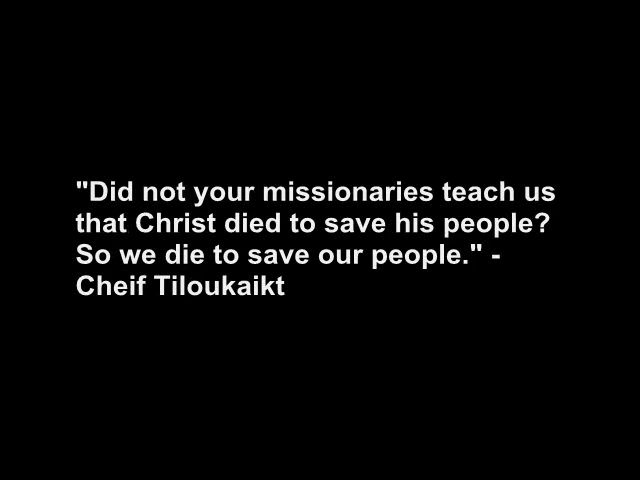 "Did not your missionaries teach us
that Christ died to save his people?
So we die to save our people." -
Cheif Tiloukaikt